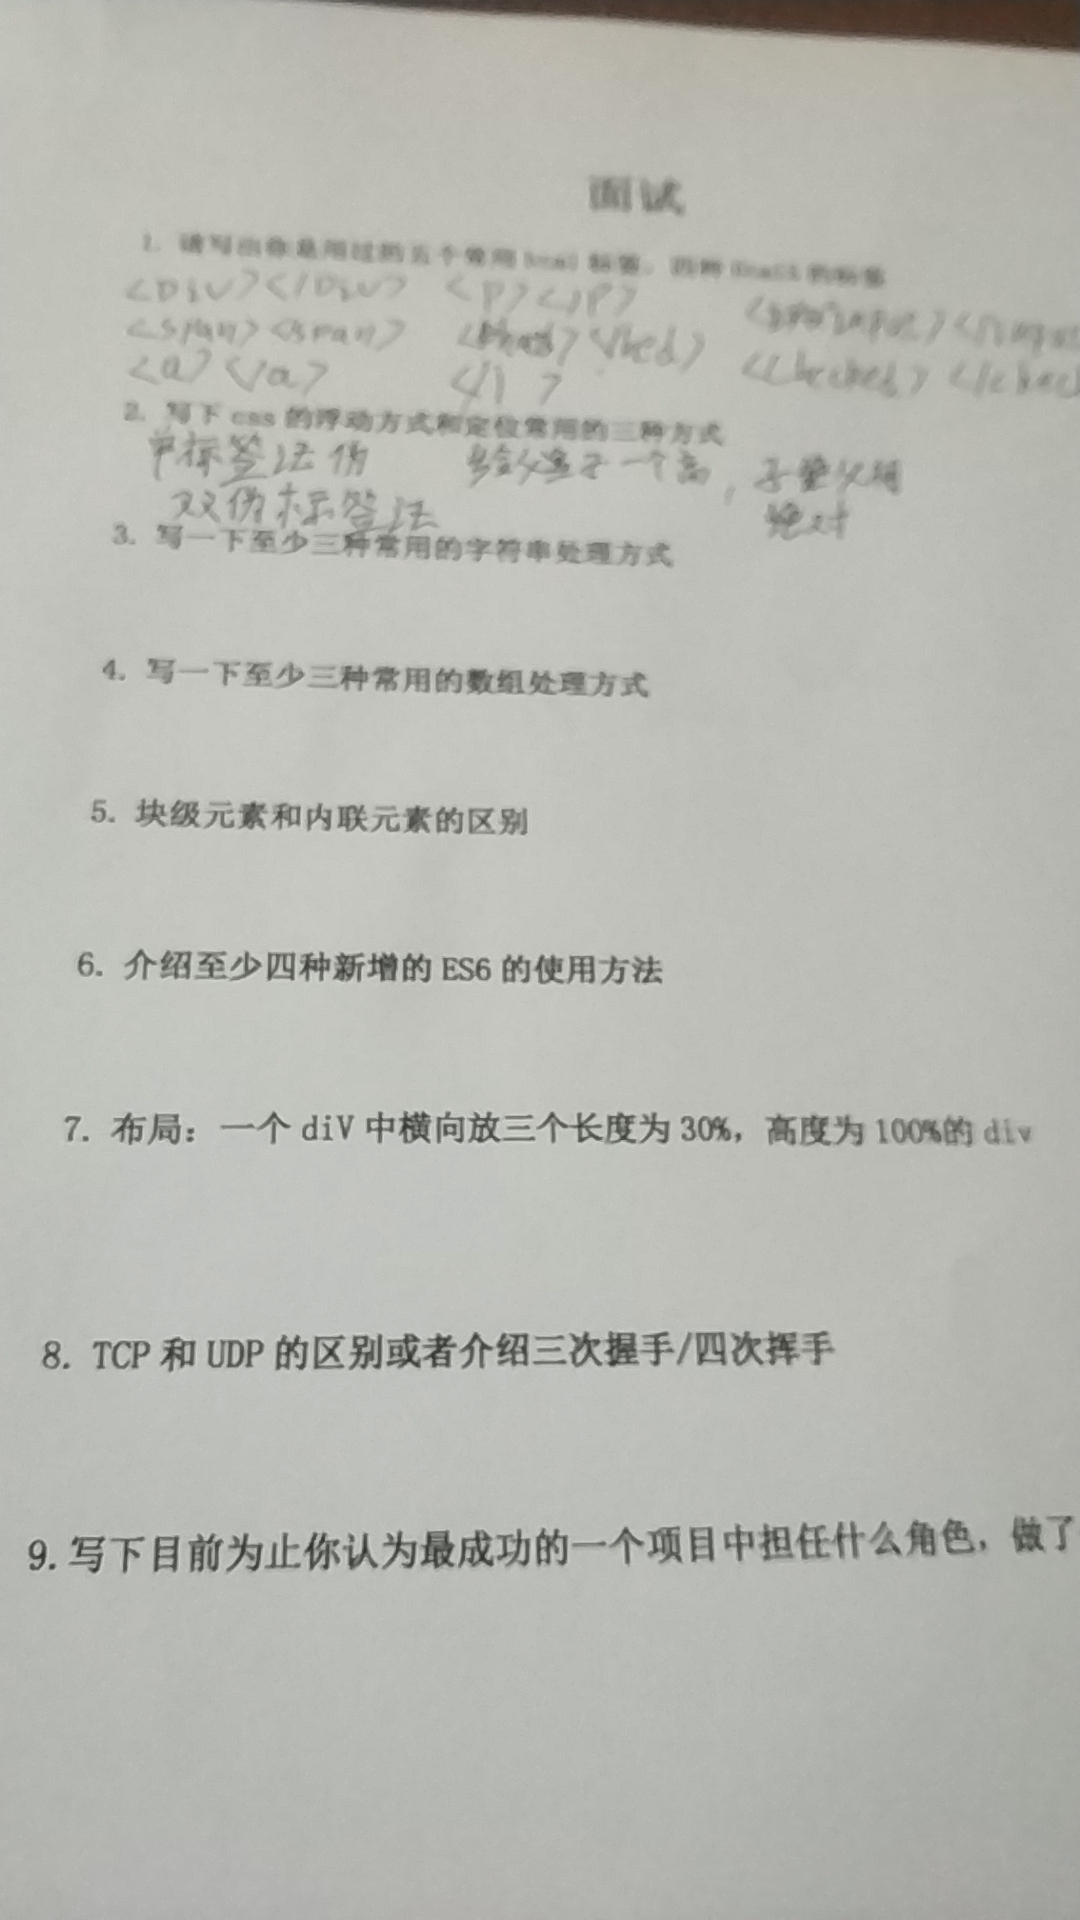 面试
1. 请写出你是用过的五个常用 html 标签，四种 Html5 的标签
<Div></Div> <p></p>
<span><span>
<a></a>
2. 写下 css 的浮动方式和定位常用的三种方式
单标签法 伪 给父盒子一个高， 子绝父相
双伪标签法 绝对
3. 写一下至少三种常用的字符串处理方式
4. 写一下至少三种常用的数组处理方式
5. 块级元素和内联元素的区别
6. 介绍至少四种新增的 ES6 的使用方法
7. 布局：一个 diV 中横向放三个长度为 30%，高度为 100%的 div
8. TCP 和 UDP 的区别或者介绍三次握手/四次挥手
9. 写下目前为止你认为最成功的一个项目中担任什么角色，做了